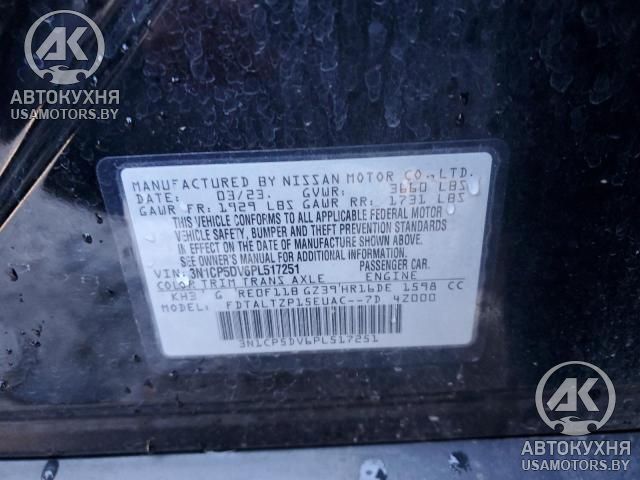 АК
АВТОКУХНЯ
USAMOTORS.BY
MANUFACTURED BY NISSAN MOTOR CO.,LTD.
DATE: 03/23. GVWR: 3660 LBS
GAWR FR: 1929 LBS GAWR RR: 1731 LBS
THIS VEHICLE CONFORMS TO ALL APPLICABLE FEDERAL MOTOR
VEHICLE SAFETY, BUMPER AND THEFT PREVENTION STANDARDS
IN EFFECT ON THE DATE OF MANUFACTURE SHOWN ABOVE.
SEE OWNER'S MANUAL FOR ADDITIONAL INFORMATION.
VIN: 3N1CP5DV6PL517251 PASSENGER CAR
COLOR TRIM TRANS AXLE ENGINE
KH3 G RE0F11B GZ39 HR16DE 1598 CC
FDTALTZP15EUAC--7D 4Z000
3N1CP5DV6PL517251
АК
АВТОКУХНЯ
USAMOTORS.BY